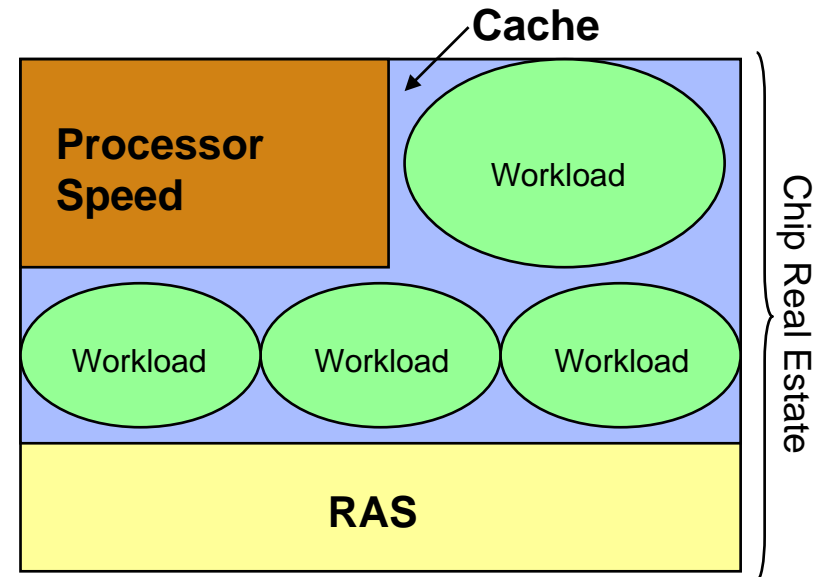 Cache
Processor
Speed
Workload
Workload
Workload
Workload
RAS
Chip Real Estate